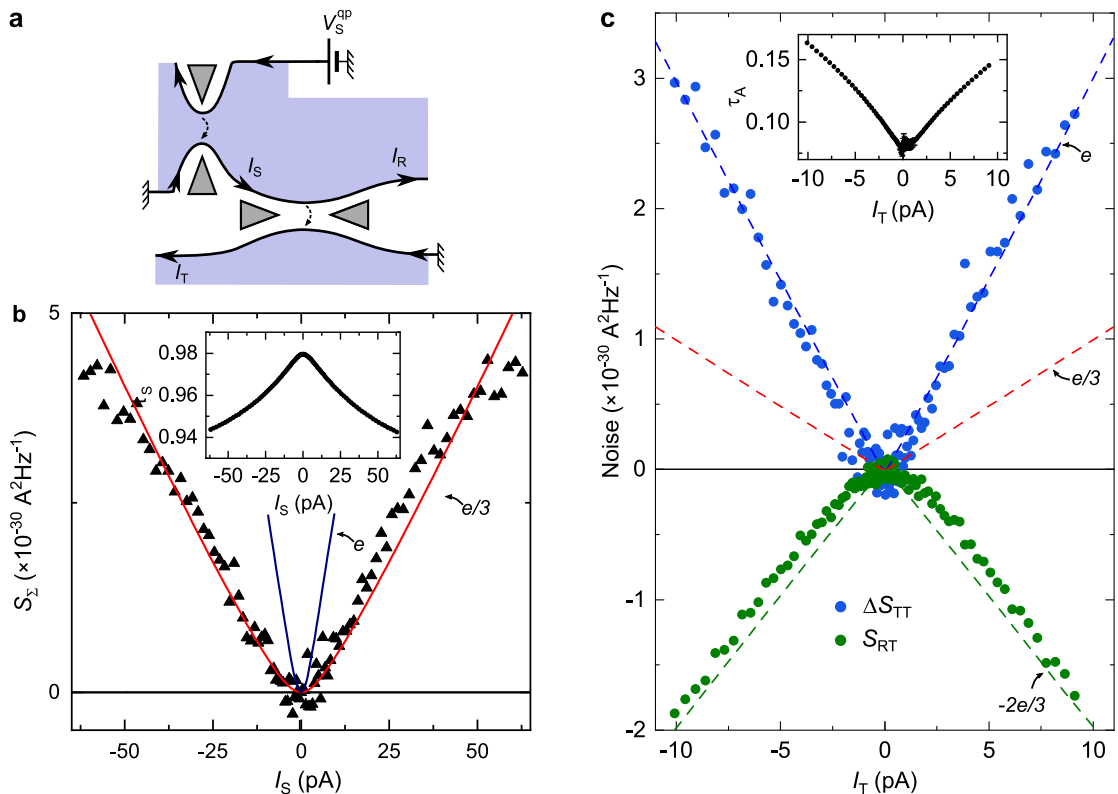 a
V_S^qp
I_S
I_R
I_T
b
5
0
S_Σ (×10⁻³⁰ A²Hz⁻¹)
-50
-25
0
25
50
I_S (pA)
e
e/3
0.98
0.96
0.94
τ_S
-50
-25
0
25
50
I_S (pA)
c
3
2
1
0
-1
-2
Noise (×10⁻³⁰ A²Hz⁻¹)
-10
-5
0
5
10
I_T (pA)
0.15
0.10
τ_A
-10
-5
0
5
10
I_T (pA)
e
e/3
ΔS_TT
S_RT
-2e/3